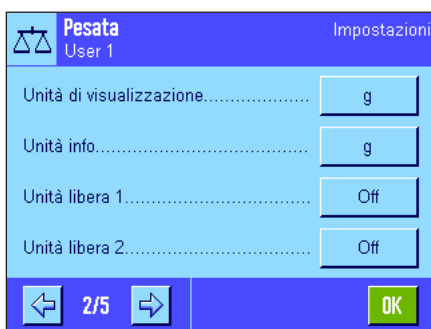 Pesata Impostazioni
User 1
Unità di visualizzazione.................... g
Unità info........................................ g
Unità libera 1.................................. Off
Unità libera 2.................................. Off
2/5 OK